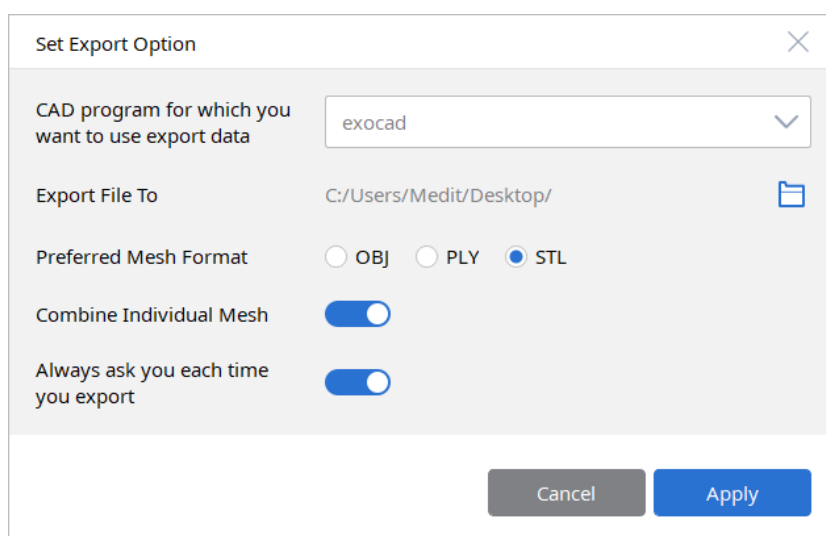 Set Export Option
CAD program for which you
want to use export data
exocad
Export File To
C:/Users/Medit/Desktop/
Preferred Mesh Format
OBJ PLY STL
Combine Individual Mesh
Always ask you each time
you export
Cancel Apply